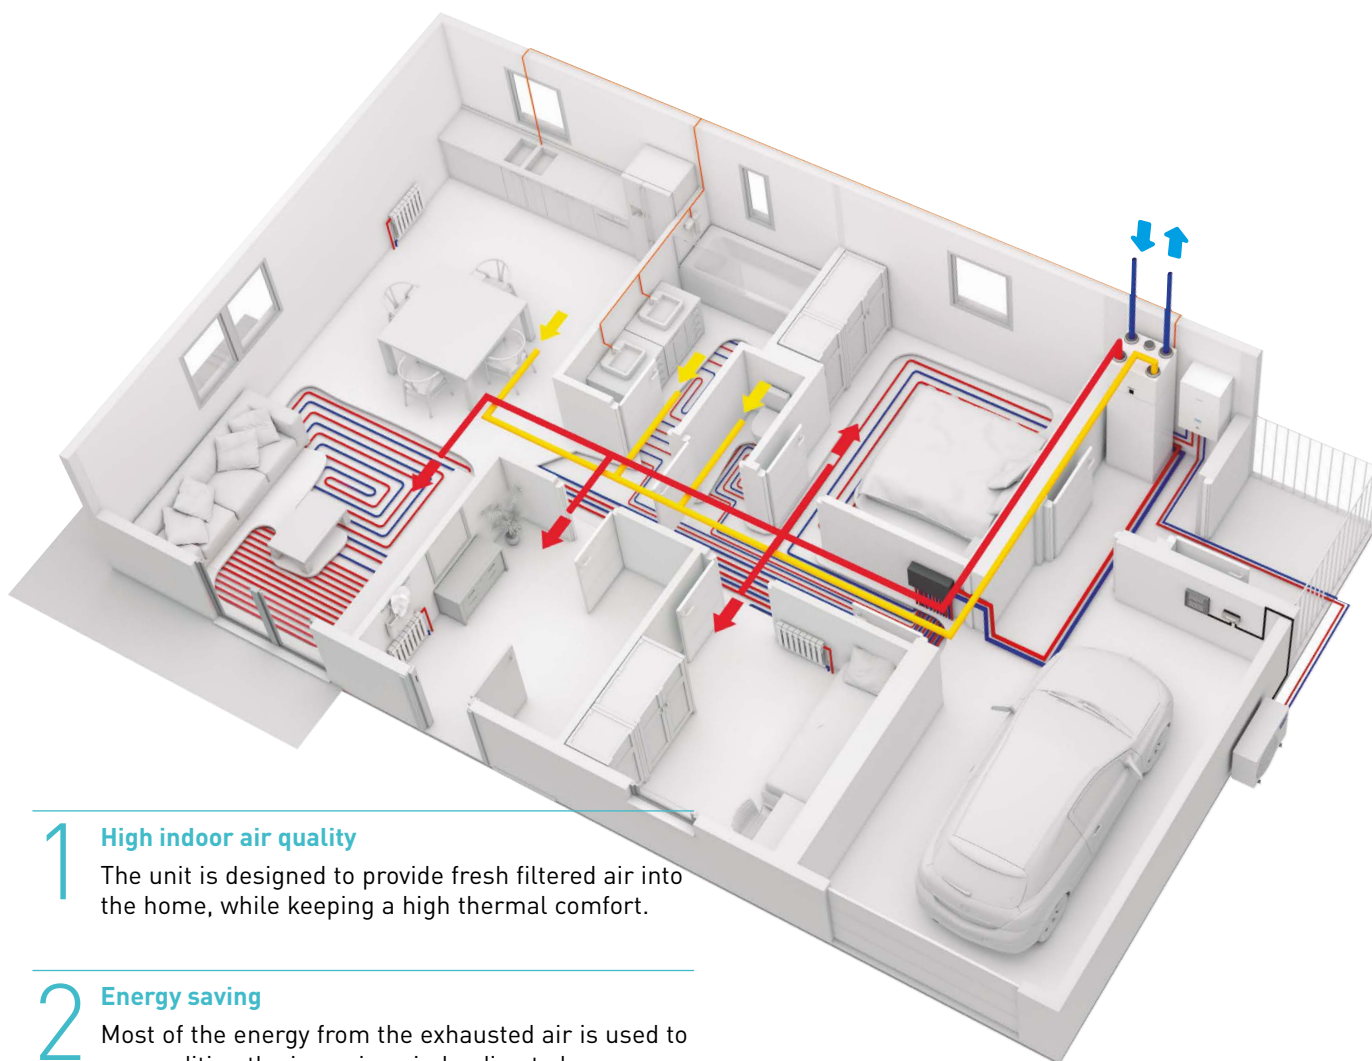 1
High indoor air quality
The unit is designed to provide fresh filtered air into
the home, while keeping a high thermal comfort.
2
Energy saving
Most of the energy from the exhausted air is used to